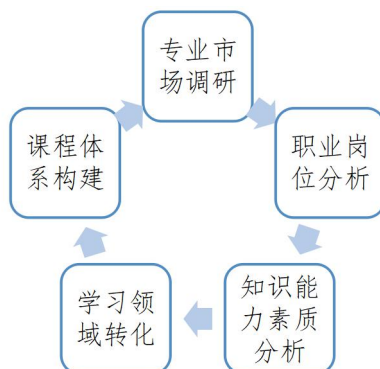 专业市
场调研
职业岗
位分析
知识能
力素质
分析
学习领
域转化
课程体
系构建